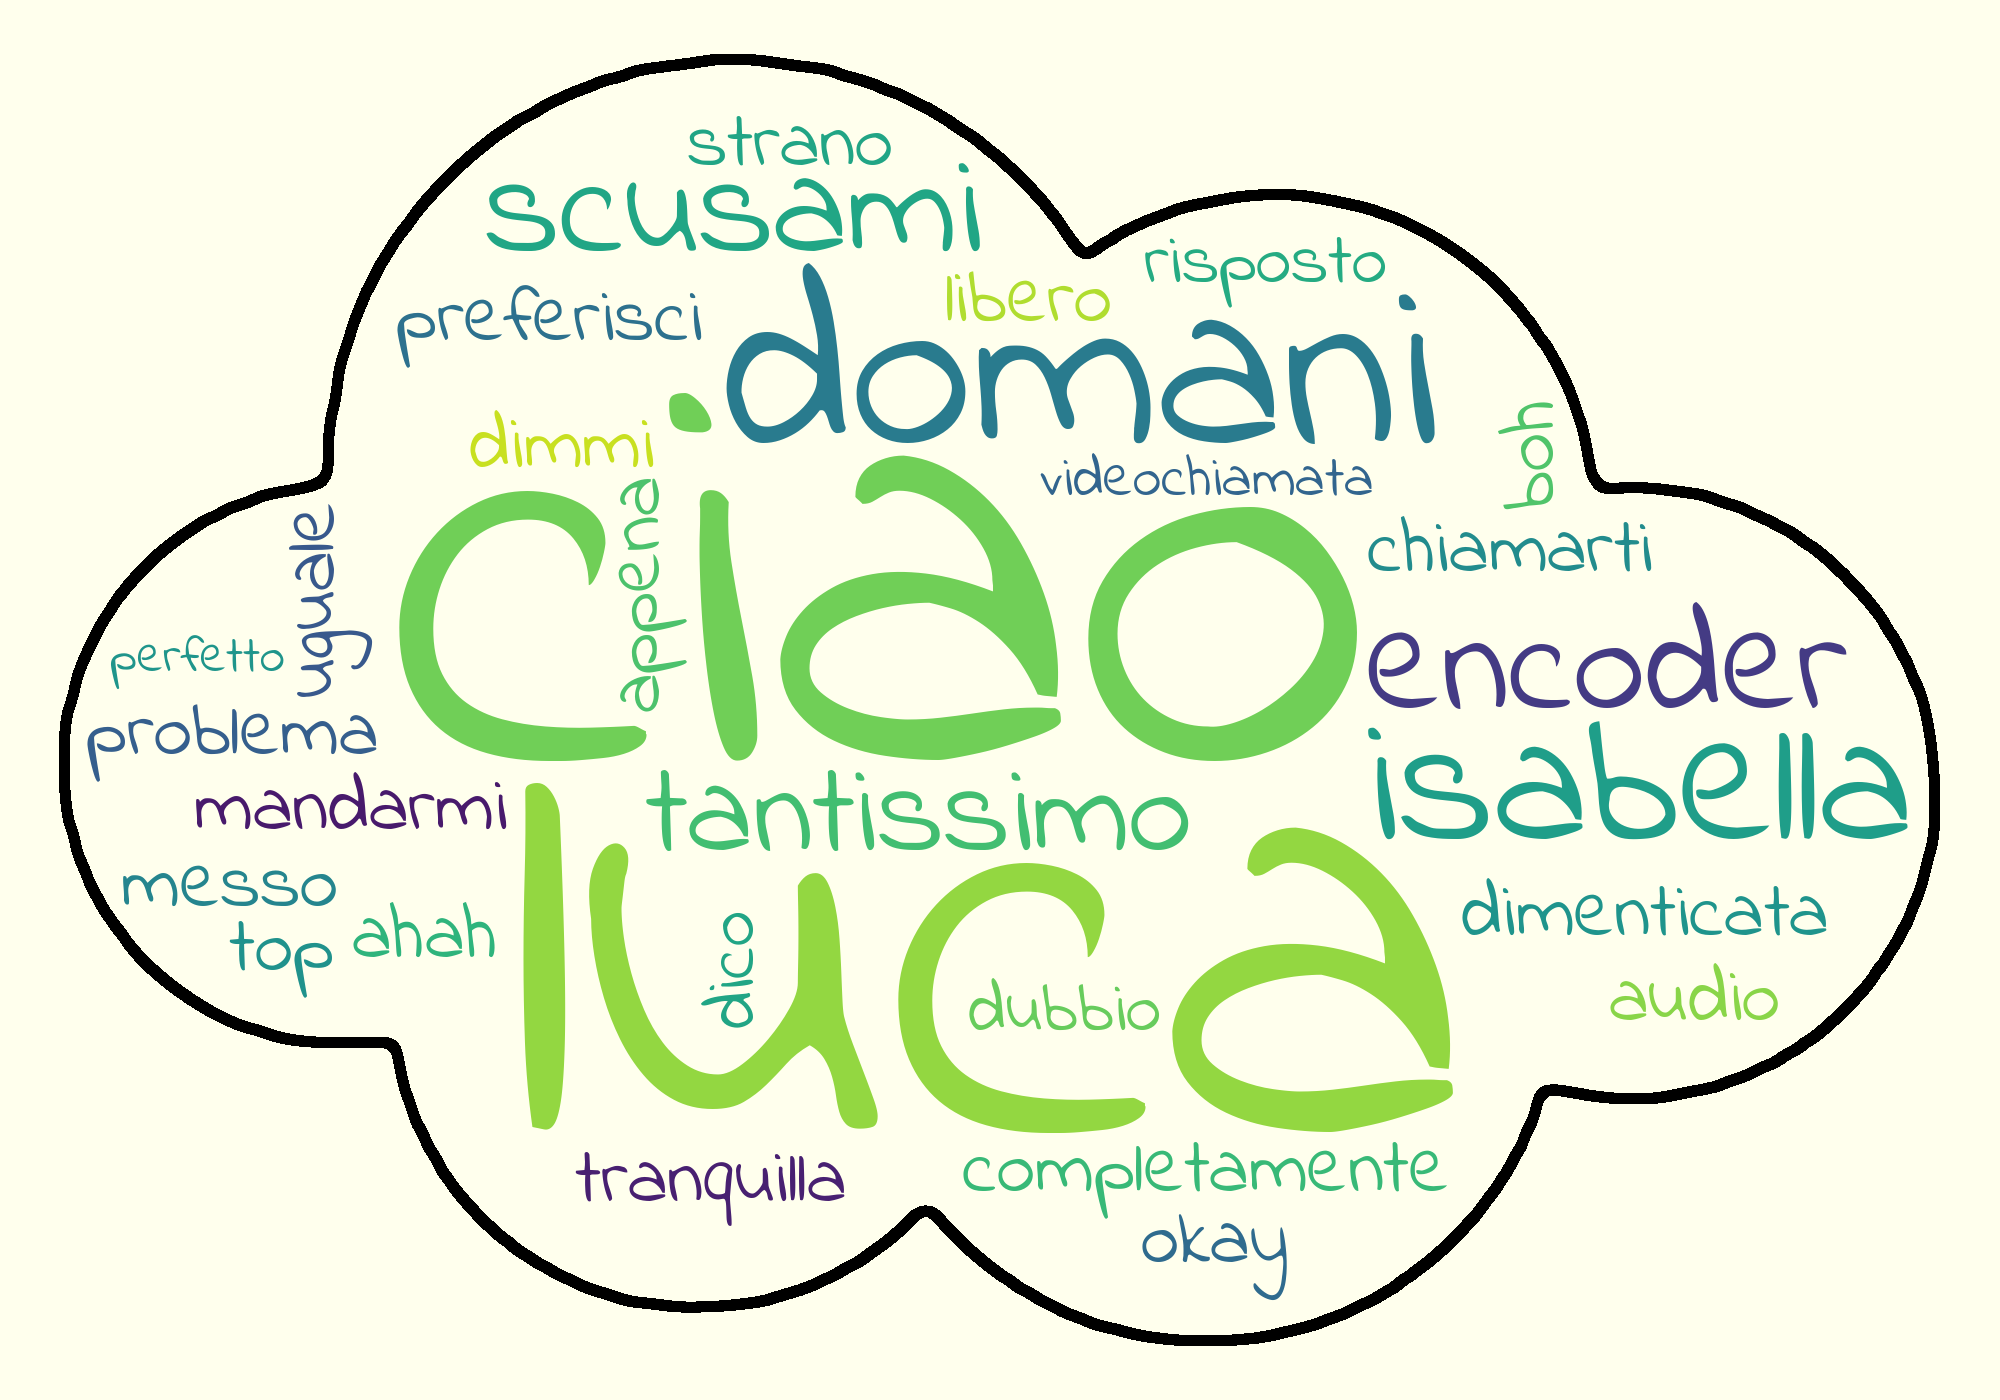 strano
scusami
risposto
libero
preferisci
domani
dimmi
boh
videochiamata
appena
ciao
chiamarti
uguale
perfetto
encoder
problema
isabella
mandarmi
tantissimo
messo
luca
dimenticata
top
ahah
dico
dubbio
audio
tranquilla
completamente
okay